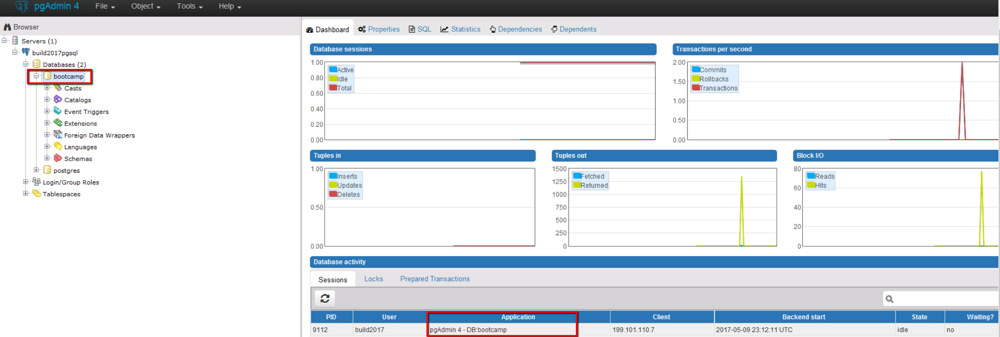 pgAdmin 4 File Object Tools Help
Browser
Servers (1)
build2017pgsql
Databases (2)
bootcamp
Casts
Catalogs
Event Triggers
Extensions
Foreign Data Wrappers
Languages
Schemas
postgres
Login/Group Roles
Tablespaces
Dashboard Properties SQL Statistics Dependencies Dependents
Database sessions
1.00
0.80
0.60
0.40
0.20
0.00
Active
Idle
Total
Transactions per second
2.00
1.50
1.00
0.50
0.00
Commits
Rollbacks
Transactions
Tuples in
1.00
0.50
0.00
Inserts
Updates
Deletes
Tuples out
1500
1250
1000
750
500
250
0
Fetched
Returned
Block I/O
80
60
40
20
0
Reads
Hits
Database activity
Sessions Locks Prepared Transactions
PID User Application Client Backend start State Waiting?
9112 build2017 pgAdmin 4 - DB:bootcamp 199.101.110.7 2017-05-09 23:12:11 UTC idle no